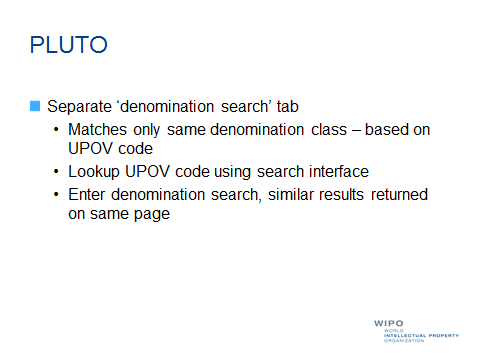 PLUTO
Separate ‘denomination search’ tab
• Matches only same denomination class – based on
UPOV code
• Lookup UPOV code using search interface
• Enter denomination search, similar results returned
on same page
WIPO
WORLD
INTELLECTUAL PROPERTY
ORGANIZATION